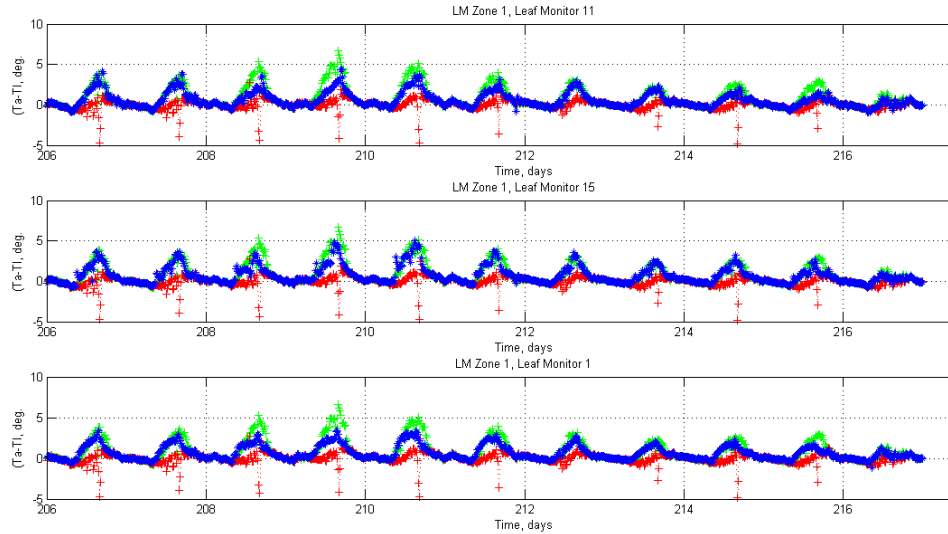 LM Zone 1, Leaf Monitor 11
10
5
0
-5
(Ta-Tl, deg.
206 208 210 212 214 216
Time, days
LM Zone 1, Leaf Monitor 15
10
5
0
-5
(Ta-Tl, deg.
206 208 210 212 214 216
Time, days
LM Zone 1, Leaf Monitor 1
10
5
0
-5
(Ta-Tl, deg.
206 208 210 212 214 216
Time, days